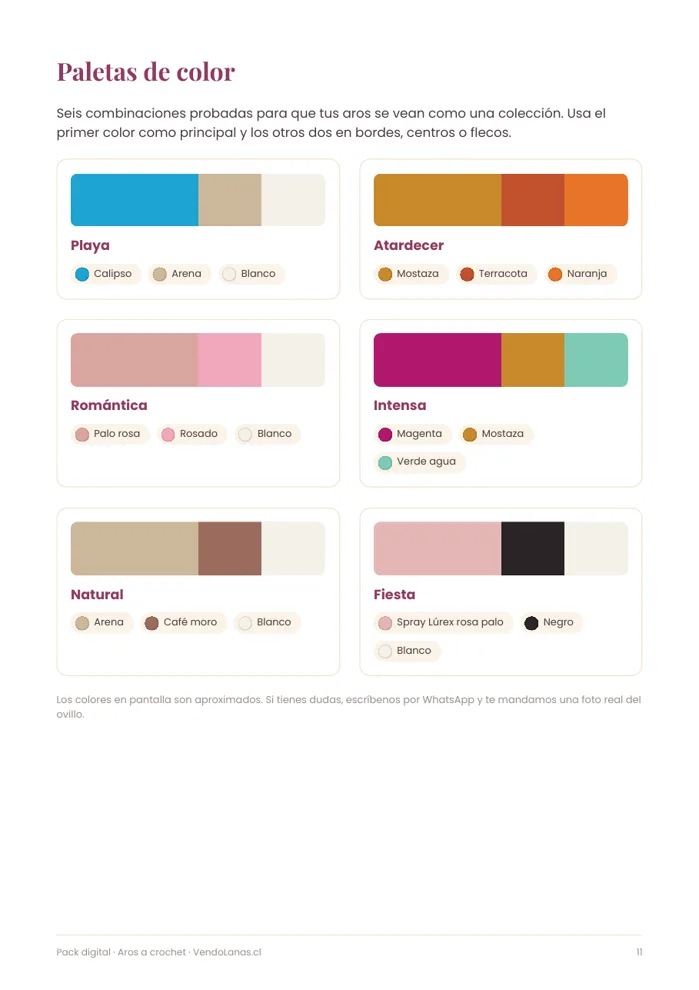 Paletas de color
Seis combinaciones probadas para que tus aros se vean como una colección. Usa el
primer color como principal y los otros dos en bordes, centros o flecos.
Playa
Calipso Arena Blanco
Atardecer
Mostaza Terracota Naranja
Romántica
Palo rosa Rosado Blanco
Intensa
Magenta Mostaza
Verde agua
Natural
Arena Café moro Blanco
Fiesta
Spray Lúrex rosa palo Negro
Blanco
Los colores en pantalla son aproximados. Si tienes dudas, escríbenos por WhatsApp y te mandamos una foto real del
ovillo.
Pack digital · Aros a crochet · VendoLanas.cl 11